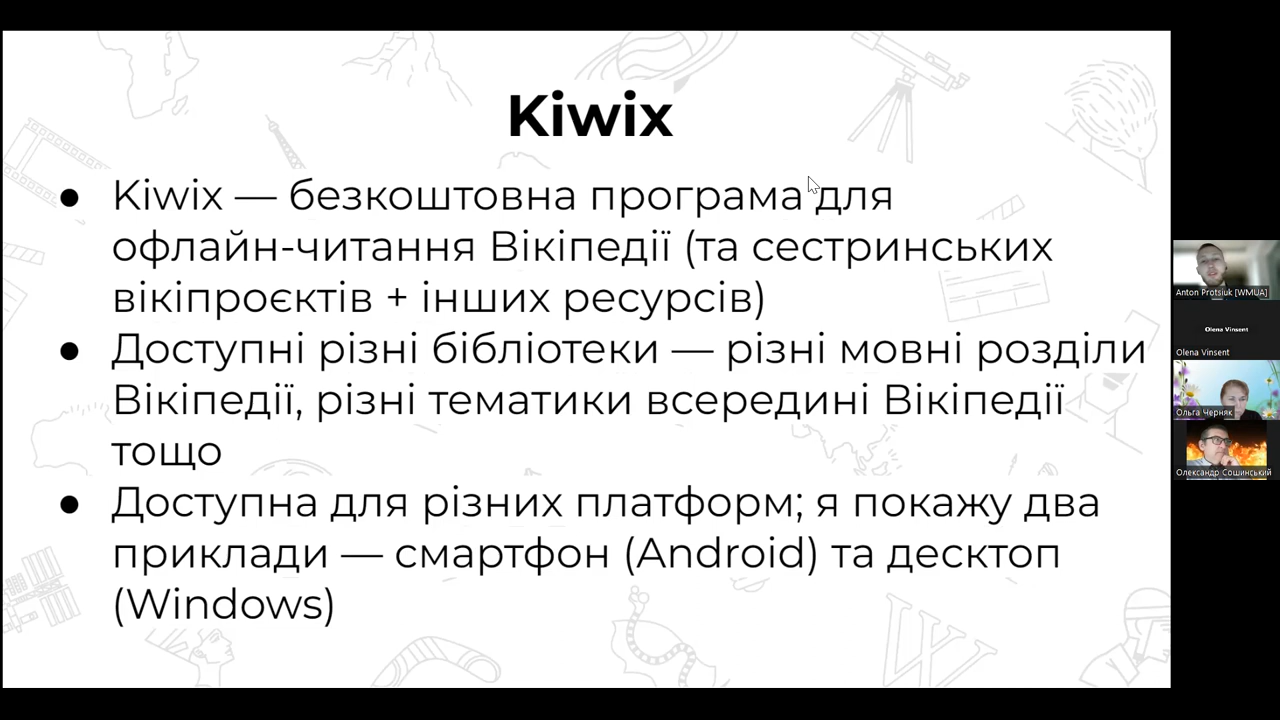 Kiwix
● Kiwix — безкоштовна програма для
офлайн-читання Вікіпедії (та сестринських
вікіпроєктів + інших ресурсів)
● Доступні різні бібліотеки — різні мовні розділи
Вікіпедії, різні тематики всередині Вікіпедії
тощо
● Доступна для різних платформ; я покажу два
приклади — смартфон (Android) та десктоп
(Windows)
Anton Protsiuk [WMUA]
Olena Vinsent
Olena Vinsent
Ольга Черняк
Олександр Сошинський